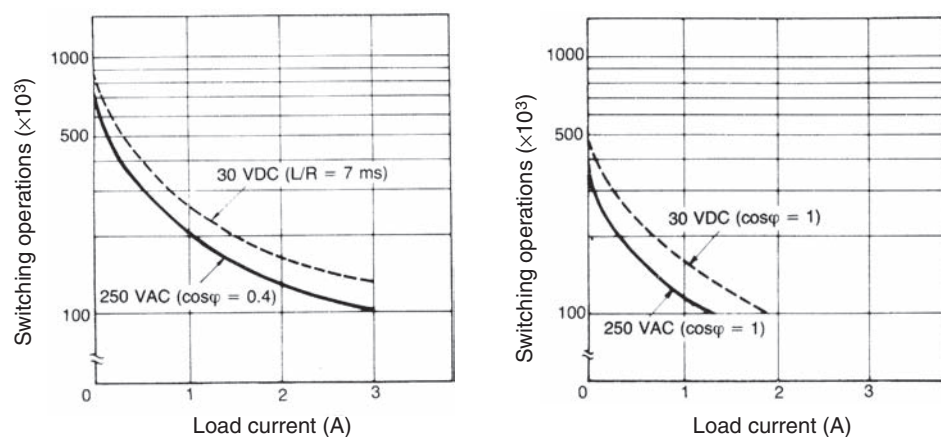 Switching operations (×10³)
1000
500
100
0
30 VDC (L/R = 7 ms)
250 VAC (cosφ = 0.4)
0 1 2 3
Load current (A)
Switching operations (×10³)
1000
500
100
0
30 VDC (cosφ = 1)
250 VAC (cosφ = 1)
0 1 2 3
Load current (A)